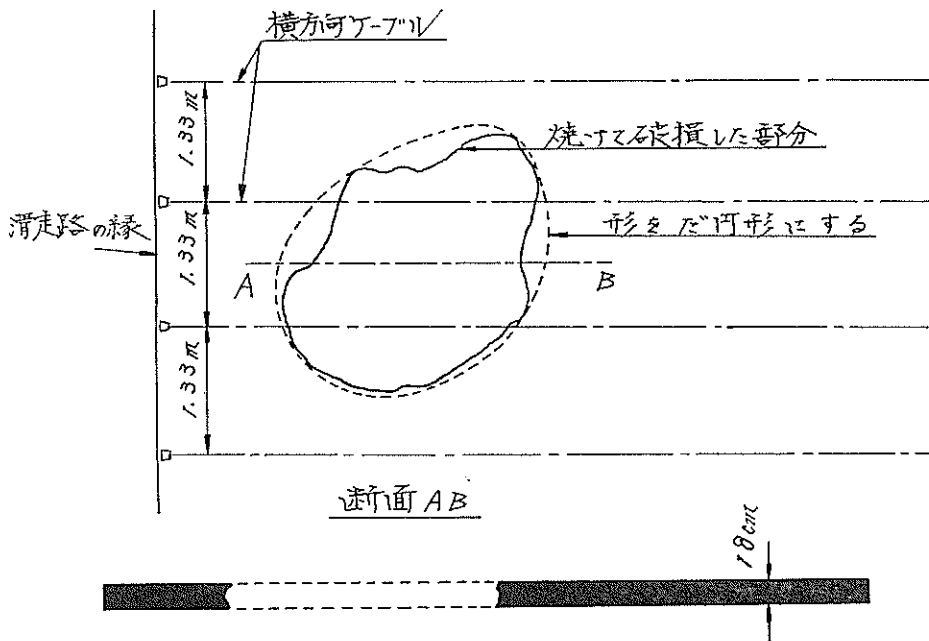 横方向ケーブル
1.33m
焼けて破損した部分
滑走路の縁
1.33m
形をだ円形にする
A
B
1.33m
断面AB
18cm